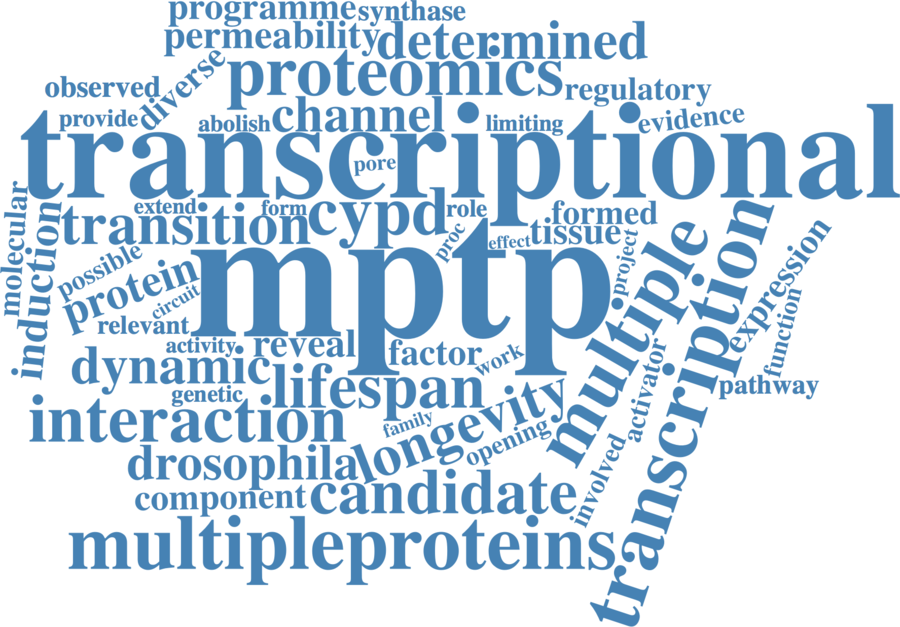 programme synthase
permeability determined
observed diverse proteomics regulatory
provide abolish channel limiting evidence
transcriptional
pore
molecular induction extend form cypd role formed
transition proc effect tissue project
possible protein circuit mptp multiple transcription expression function
relevant
activity reveal factor work activator pathway
dynamic
genetic lifespan
interaction family longevity opening involved
drosophila
component candidate
multipleproteins